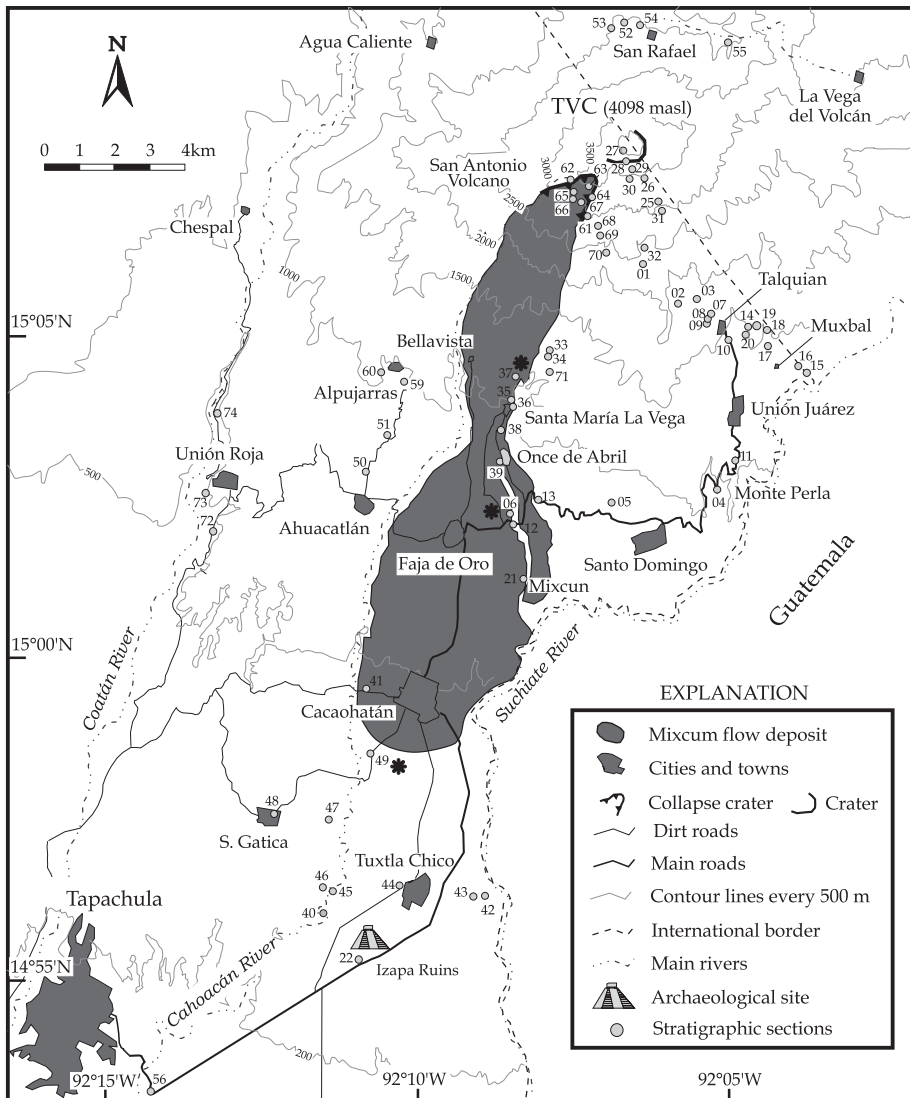 53
54
52
San Rafael
55
N
Agua Caliente
La Vega
del Volcán
TVC (4098 masl)
0 1 2 3 4km
27
San Antonio
Volcano
62
3000
3500
63
28
29
30
26
65
66
64
67
25
31
2500
61
68
69
2000
70
32
01
Chespal
1000
1500
Talquian
03
02
07
08
09
14
19
18
10
20
17
Muxbal
16
15
15°05'N
Bellavista
33
34
71
60
59
37
Alpujarras
35
36
Santa María La Vega
Unión Juárez
74
51
38
Unión Roja
50
Once de Abril
39
11
500
13
05
04
Monte Perla
73
72
Ahuacatlán
06
12
Faja de Oro
Santo Domingo
21
Mixcun
Guatemala
15°00'N
Coatán River
Suchiate River
41
Cacaohatán
49
48
47
S. Gatica
Tuxtla Chico
46
45
44
43
42
40
Tapachula
14°55'N
22
Izapa Ruins
Cahoacán River
200
56
92°15'W
92°10'W
92°05'W
EXPLANATION
Mixcum flow deposit
Cities and towns
Collapse crater
Crater
Dirt roads
Main roads
Contour lines every 500 m
International border
Main rivers
Archaeological site
Stratigraphic sections